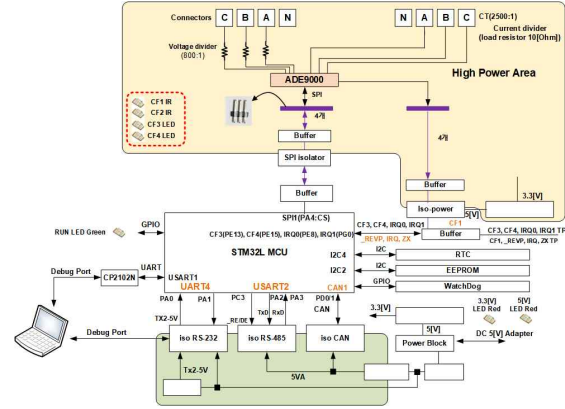 Connectors
C B A N
N A B C
CT(2500:1)
Voltage divider
(800:1)
Current divider
(load resistor 10[Ohm])
ADE9000
High Power Area
SPI
CF1 IR
CF2 IR
CF3 LED
CF4 LED
Buffer
SPI isolator
Buffer
Buffer
Iso-power
3.3[V]
5[V]
SPI1(PA4:CS)
CF3, CF4, IRQ0, IRQ1
CF1
Buffer
CF3, CF4, IRQ0, IRQ1 TP
CF3(PE13), CF4(PE15), IRQ0(PE8), IRQ1(PG0)
_REVP, IRQ, ZX
CF1, _REVP, IRQ, ZX TP
RUN LED Green
GPIO
STM32L MCU
I2C4
I2C
RTC
I2C2
I2C
EEPROM
GPIO
WatchDog
Debug Port
CP2102N
UART
USART1
UART4
USART2
CAN1
PA0
PA1
PC3
PA2
PA3
PD0/1
TX2-5V
_RE/DE
TxD
RxD
CAN
3.3[V]
3.3[V]
LED Red
5[V]
LED Red
Debug Port
iso RS-232
iso RS-485
iso CAN
5[V]
Power Block
DC 5[V] Adapter
Tx2-5V
5VA